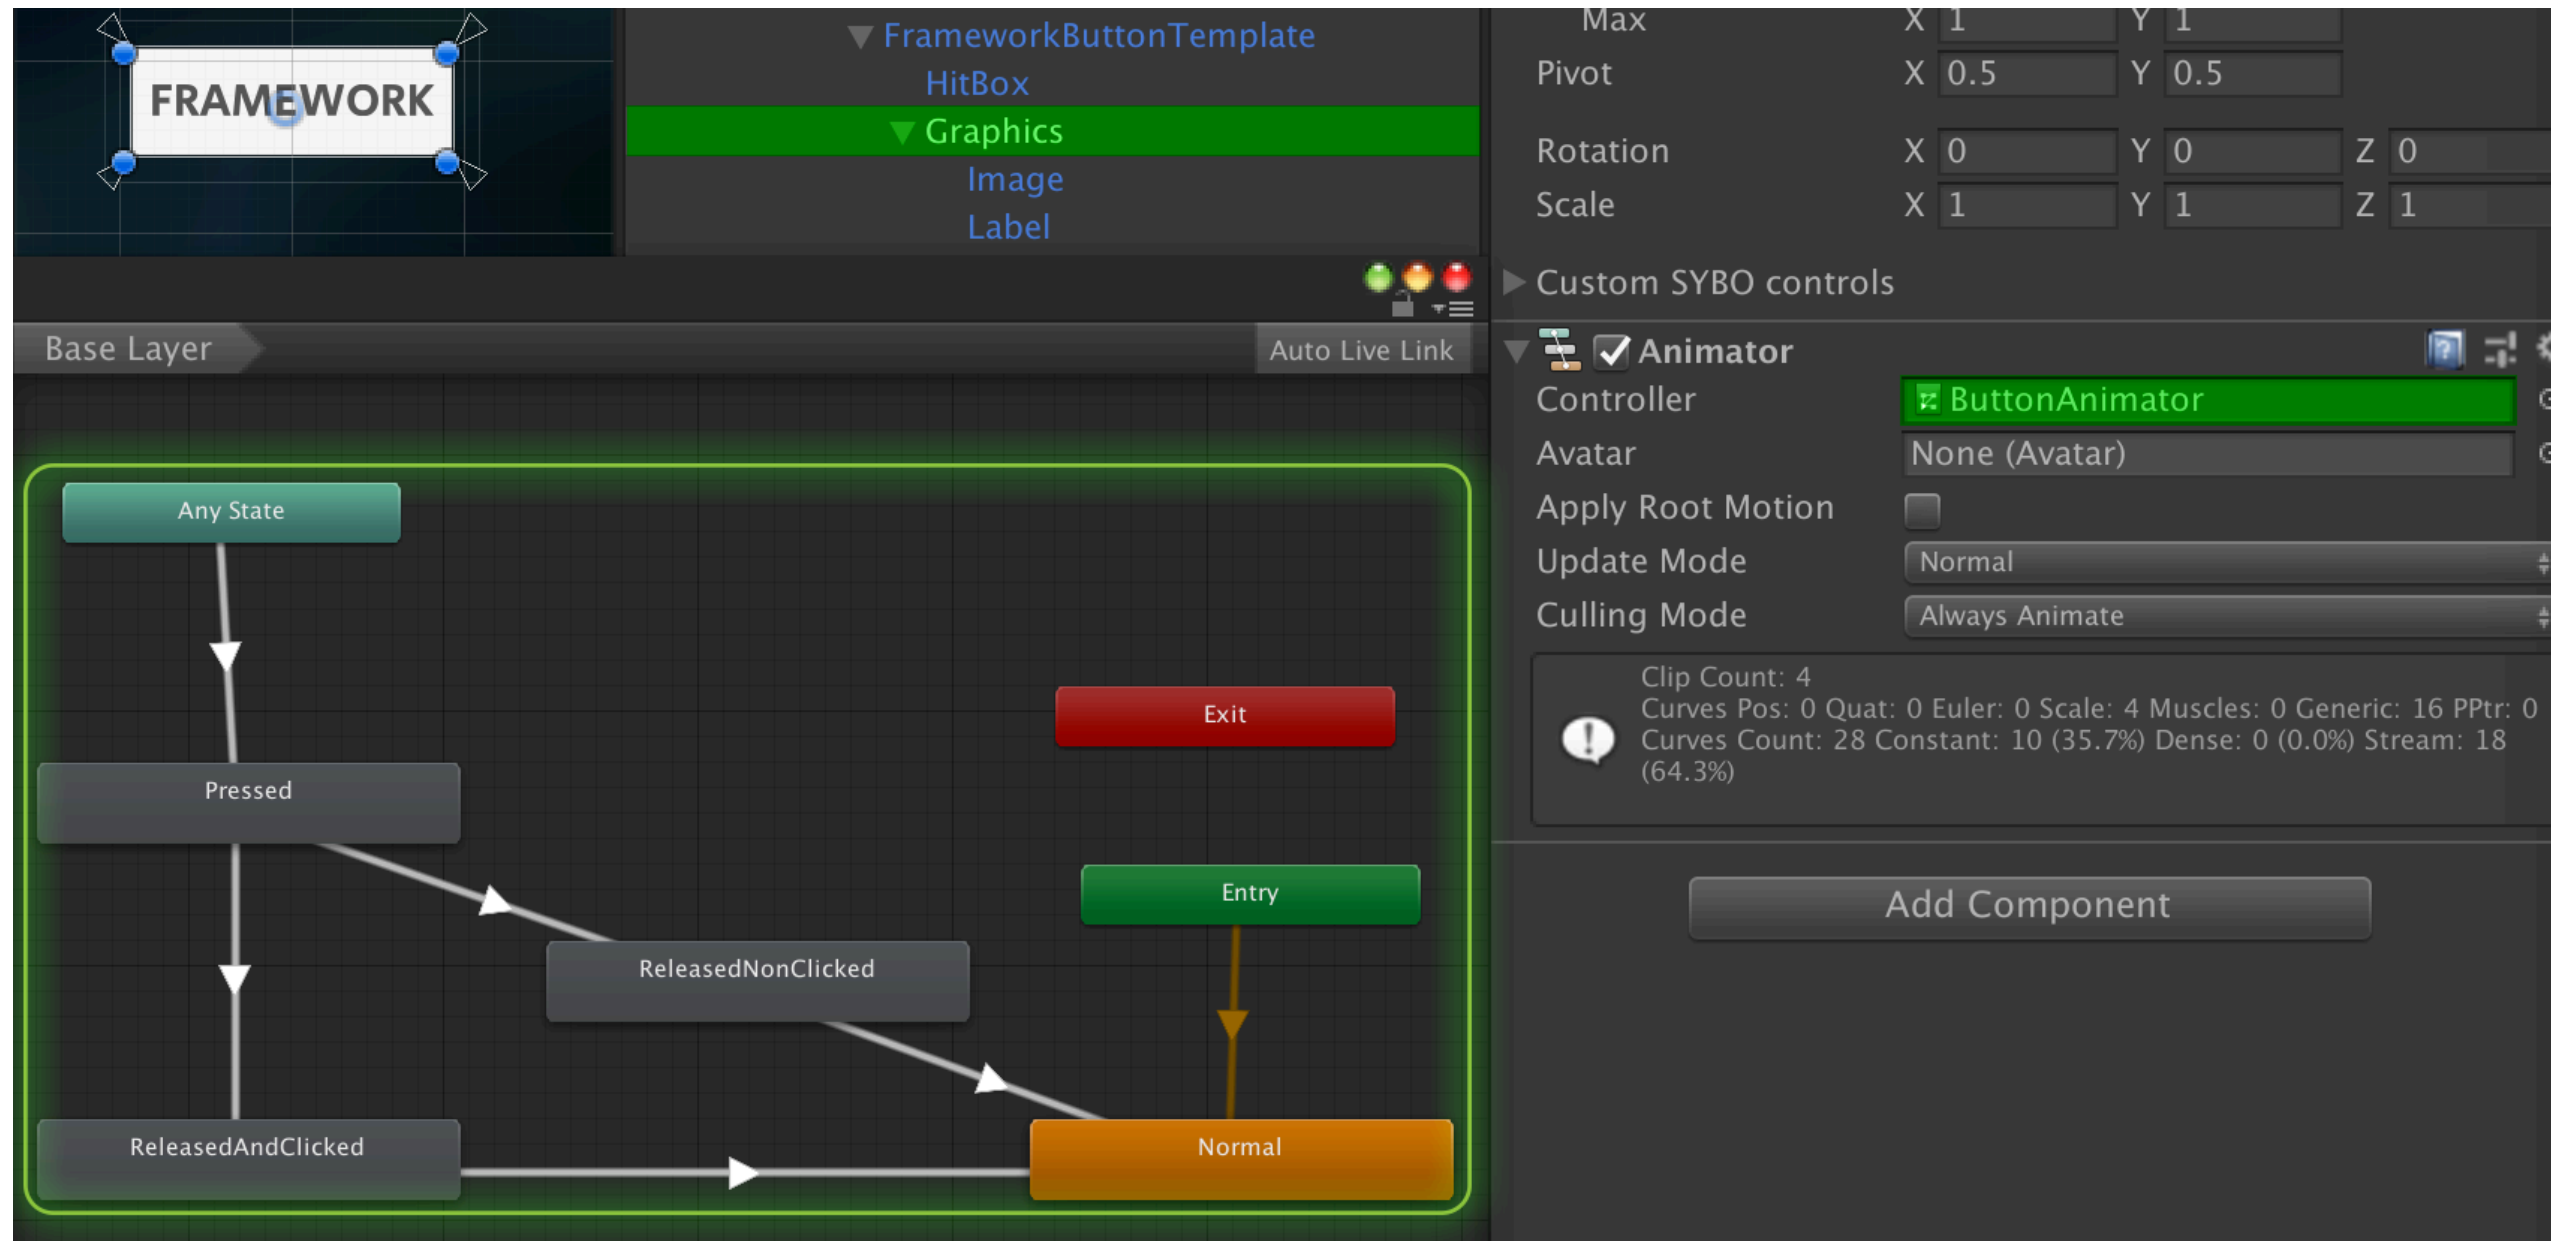 FRAMEWORK
FrameworkButtonTemplate
HitBox
Graphics
Image
Label
Max X 1 Y 1
Pivot X 0.5 Y 0.5
Rotation X 0 Y 0 Z 0
Scale X 1 Y 1 Z 1
Custom SYBO controls
Base Layer
Auto Live Link
Animator
Controller ButtonAnimator
Avatar None (Avatar)
Apply Root Motion
Update Mode Normal
Culling Mode Always Animate
Clip Count: 4
Curves Pos: 0 Quat: 0 Euler: 0 Scale: 4 Muscles: 0 Generic: 16 PPtr: 0
Curves Count: 28 Constant: 10 (35.7%) Dense: 0 (0.0%) Stream: 18
(64.3%)
Add Component
Any State
Exit
Pressed
Entry
ReleasedNonClicked
ReleasedAndClicked
Normal